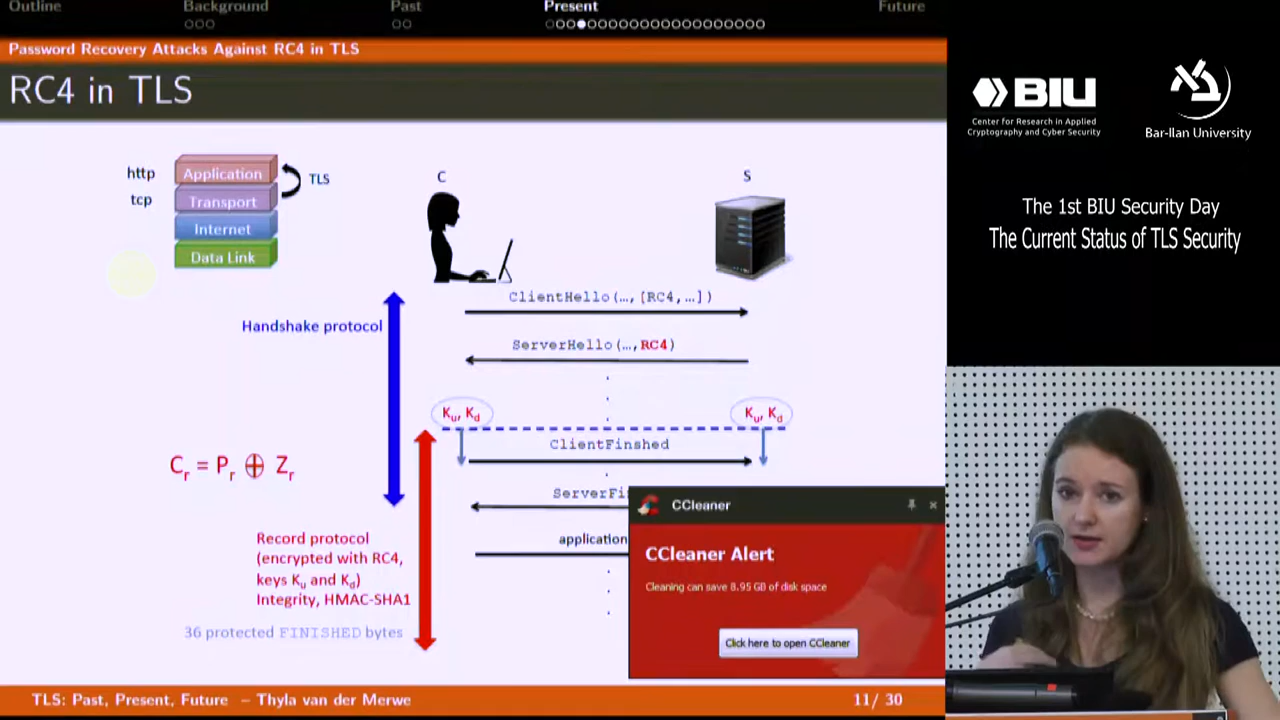 Outline Background Past Present Future
Password Recovery Attacks Against RC4 in TLS
RC4 in TLS
http Application TLS
tcp Transport
Internet
Data Link
C S
ClientHello(…,[RC4,…])
Handshake protocol
ServerHello(…,RC4)
Ku, Kd Ku, Kd
ClientFinshed
Cr = Pr ⊕ Zr
ServerFi
application
Record protocol
(encrypted with RC4,
keys Ku and Kd)
Integrity, HMAC-SHA1
36 protected FINISHED bytes
CCleaner
CCleaner Alert
Cleaning can save 8.95 GB of disk space
Click here to open CCleaner
TLS: Past, Present, Future – Thyla van der Merwe 11/ 30
BIU
Center for Research in Applied
Cryptography and Cyber Security
Bar-Ilan University
The 1st BIU Security Day
The Current Status of TLS Security